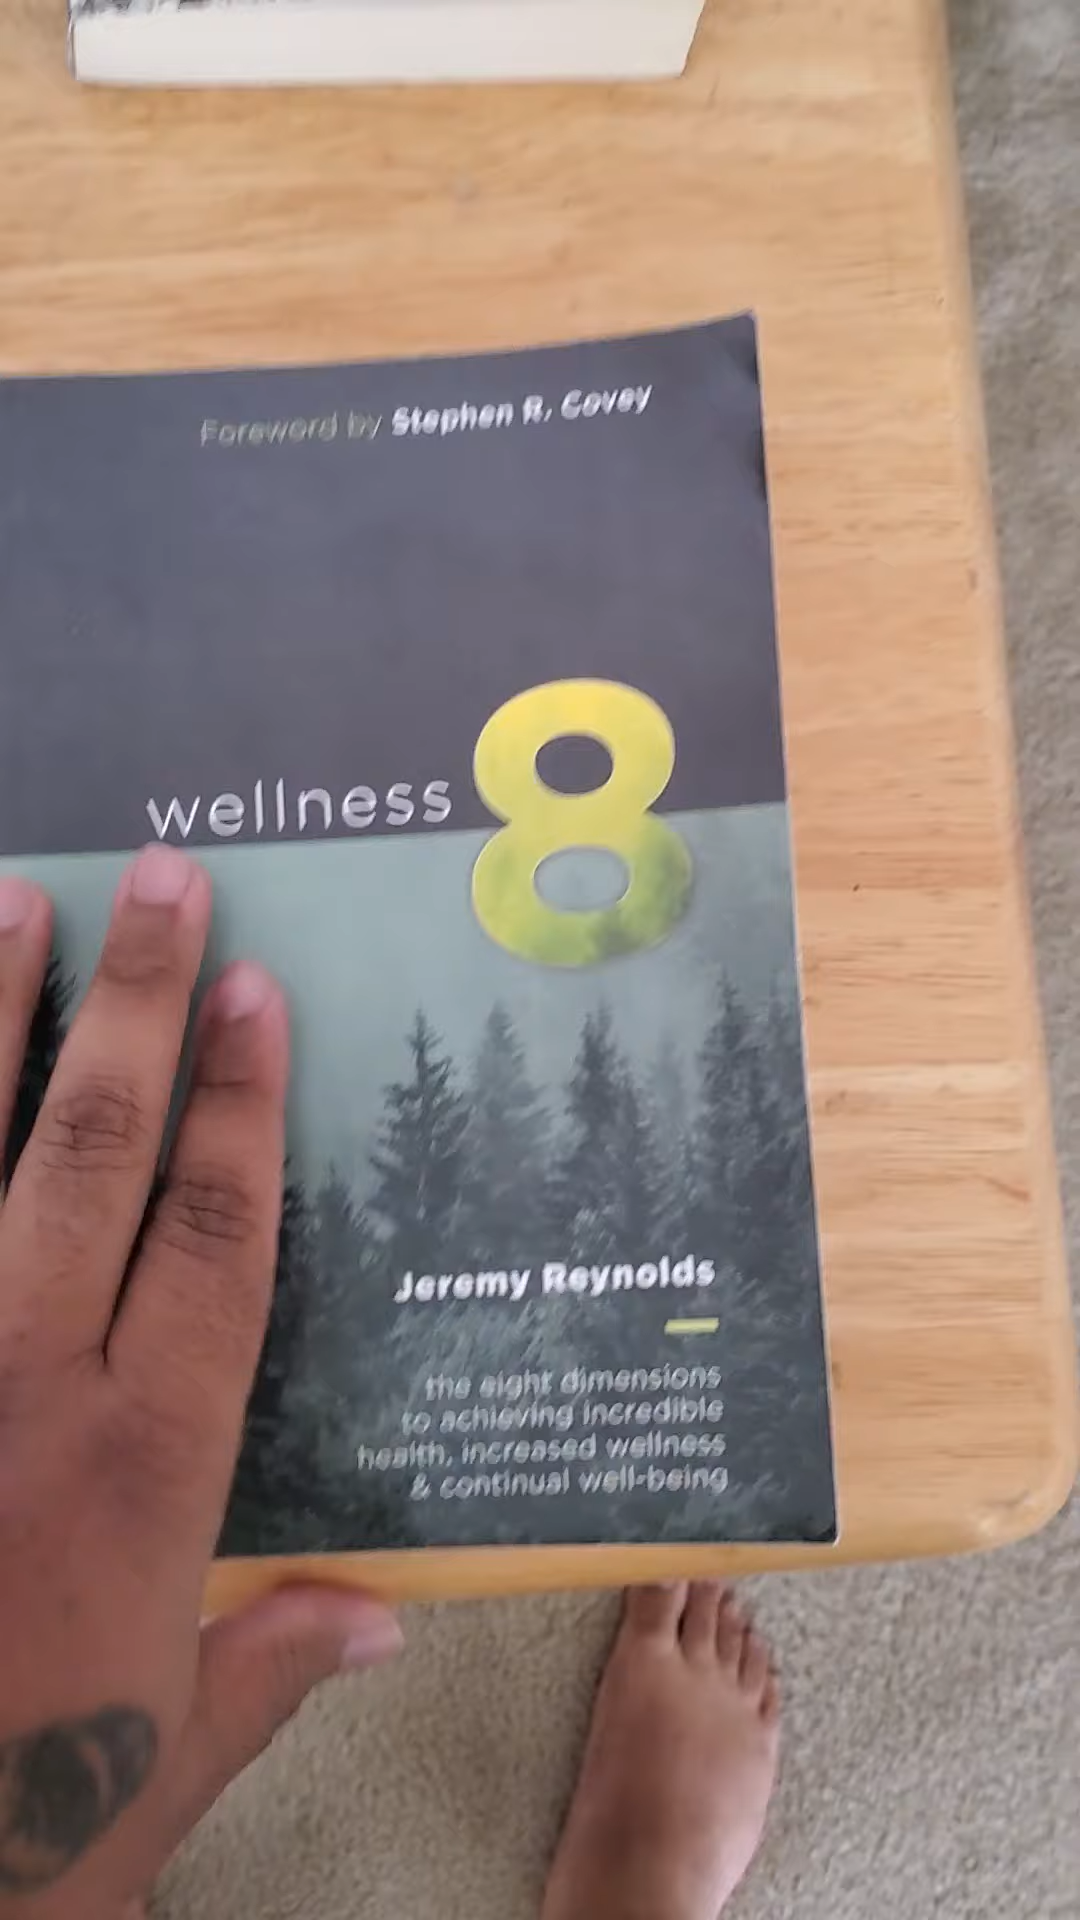 Foreword by Stephen R. Covey
wellness 8
Jeremy Reynolds
the eight dimensions
to achieving incredible
health, increased wellness
& continual well-being